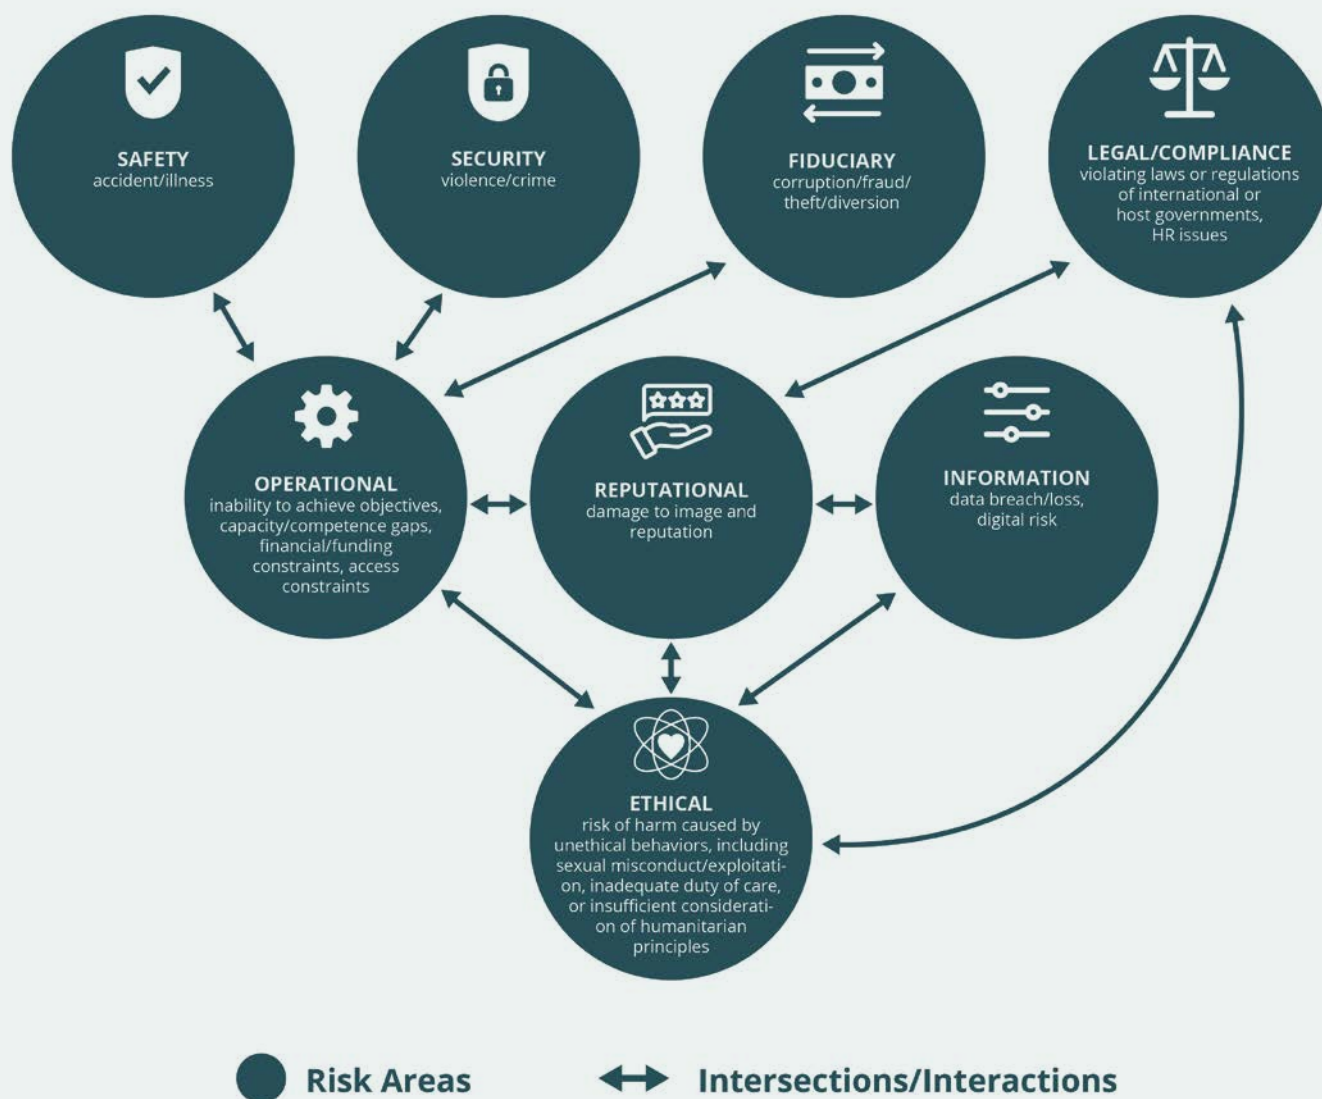 SAFETY
accident/illness
SECURITY
violence/crime
FIDUCIARY
corruption/fraud/
theft/diversion
LEGAL/COMPLIANCE
violating laws or regulations
of international or
host governments,
HR issues
OPERATIONAL
inability to achieve objectives,
capacity/competence gaps,
financial/funding
constraints, access
constraints
REPUTATIONAL
damage to image and
reputation
INFORMATION
data breach/loss,
digital risk
ETHICAL
risk of harm caused by
unethical behaviors, including
sexual misconduct/exploitati-
on, inadequate duty of care,
or insufficient considerati-
on of humanitarian
principles
Risk Areas
Intersections/Interactions